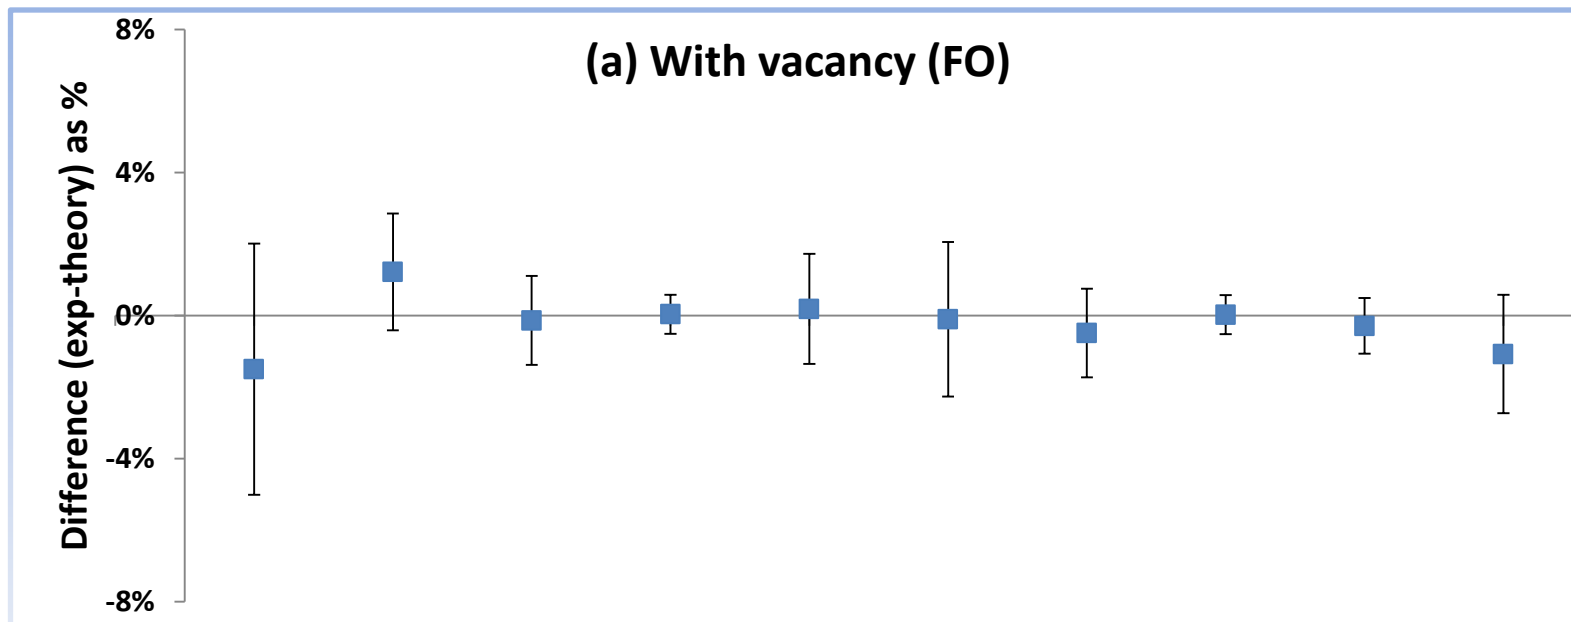 (a) With vacancy (FO)
Difference (exp-theory) as %
8%
4%
0%
-4%
-8%